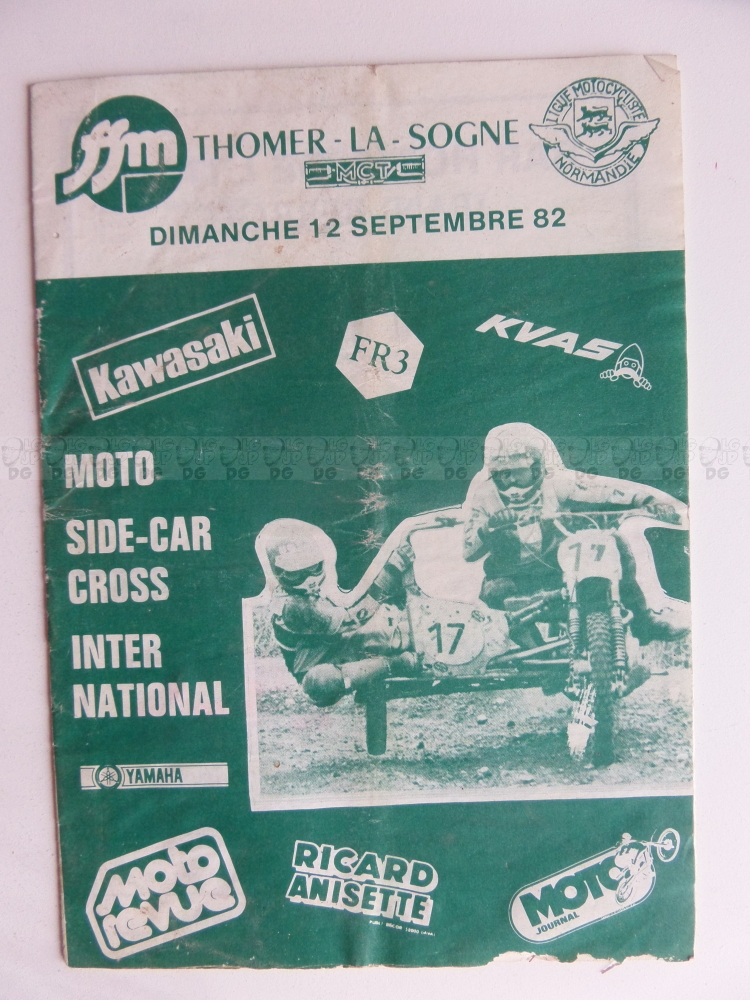 ffm
THOMER-LA-SOGNE
MCT
LIGUE MOTOCYCLISTE
NORMANDIE
DIMANCHE 12 SEPTEMBRE 82
Kawasaki
FR3
KVAS
MOTO
SIDE-CAR
CROSS
INTER
NATIONAL
17
17
YAMAHA
Moto
revue
RICARD
ANISETTE
MOTO
JOURNAL